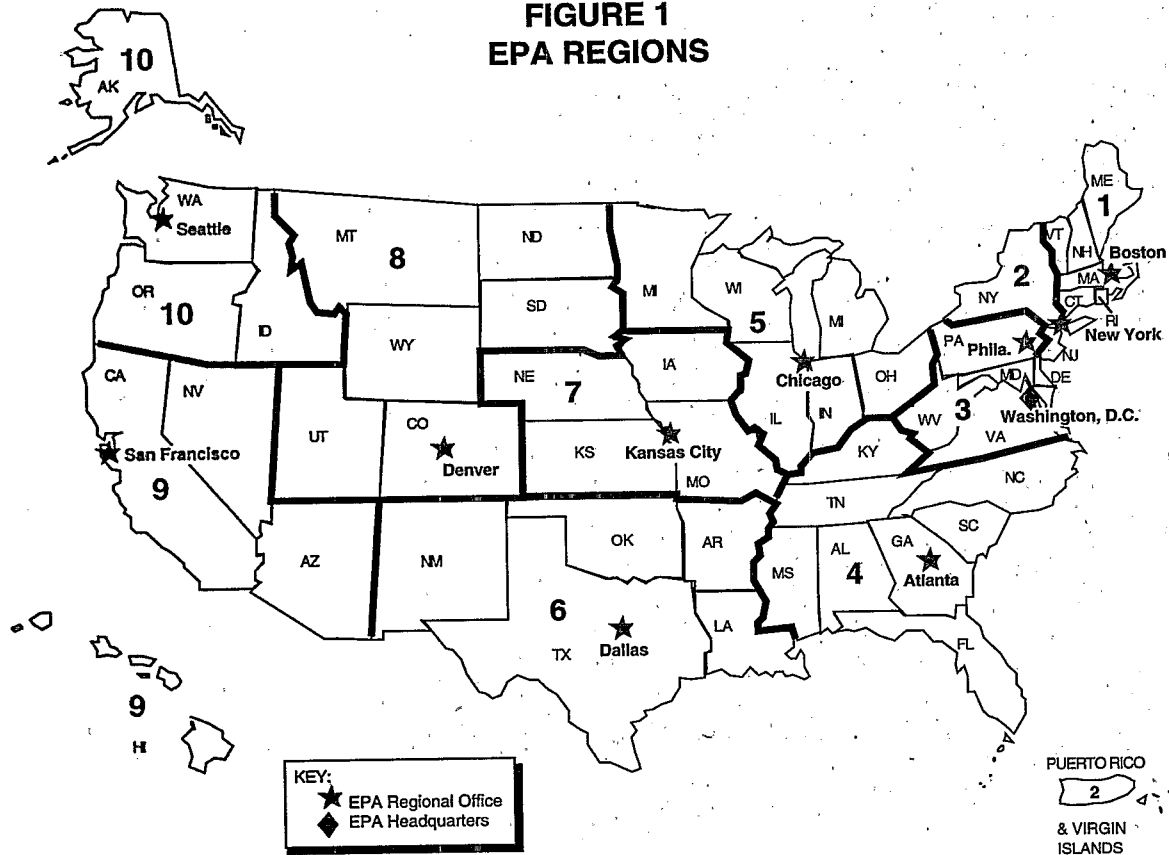 FIGURE 1
EPA REGIONS
10
AK
WA
Seattle
MT
8
ND
MI
OR
10
ID
SD
WY
WI
5
MI
ME
1
VT
NH
Boston
MA
2
NY
CT
RI
New York
PA
Phila.
NJ
CA
NV
NE
7
IA
Chicago
OH
MD
DE
Washington, D.C.
3
WV
VA
UT
CO
Denver
KS
Kansas City
MO
IL
IN
KY
San Francisco
9
TN
NC
AZ
NM
OK
AR
MS
AL
4
GA
Atlanta
SC
6
TX
Dallas
LA
FL
9
HI
KEY:
EPA Regional Office
EPA Headquarters
PUERTO RICO
2
& VIRGIN
ISLANDS